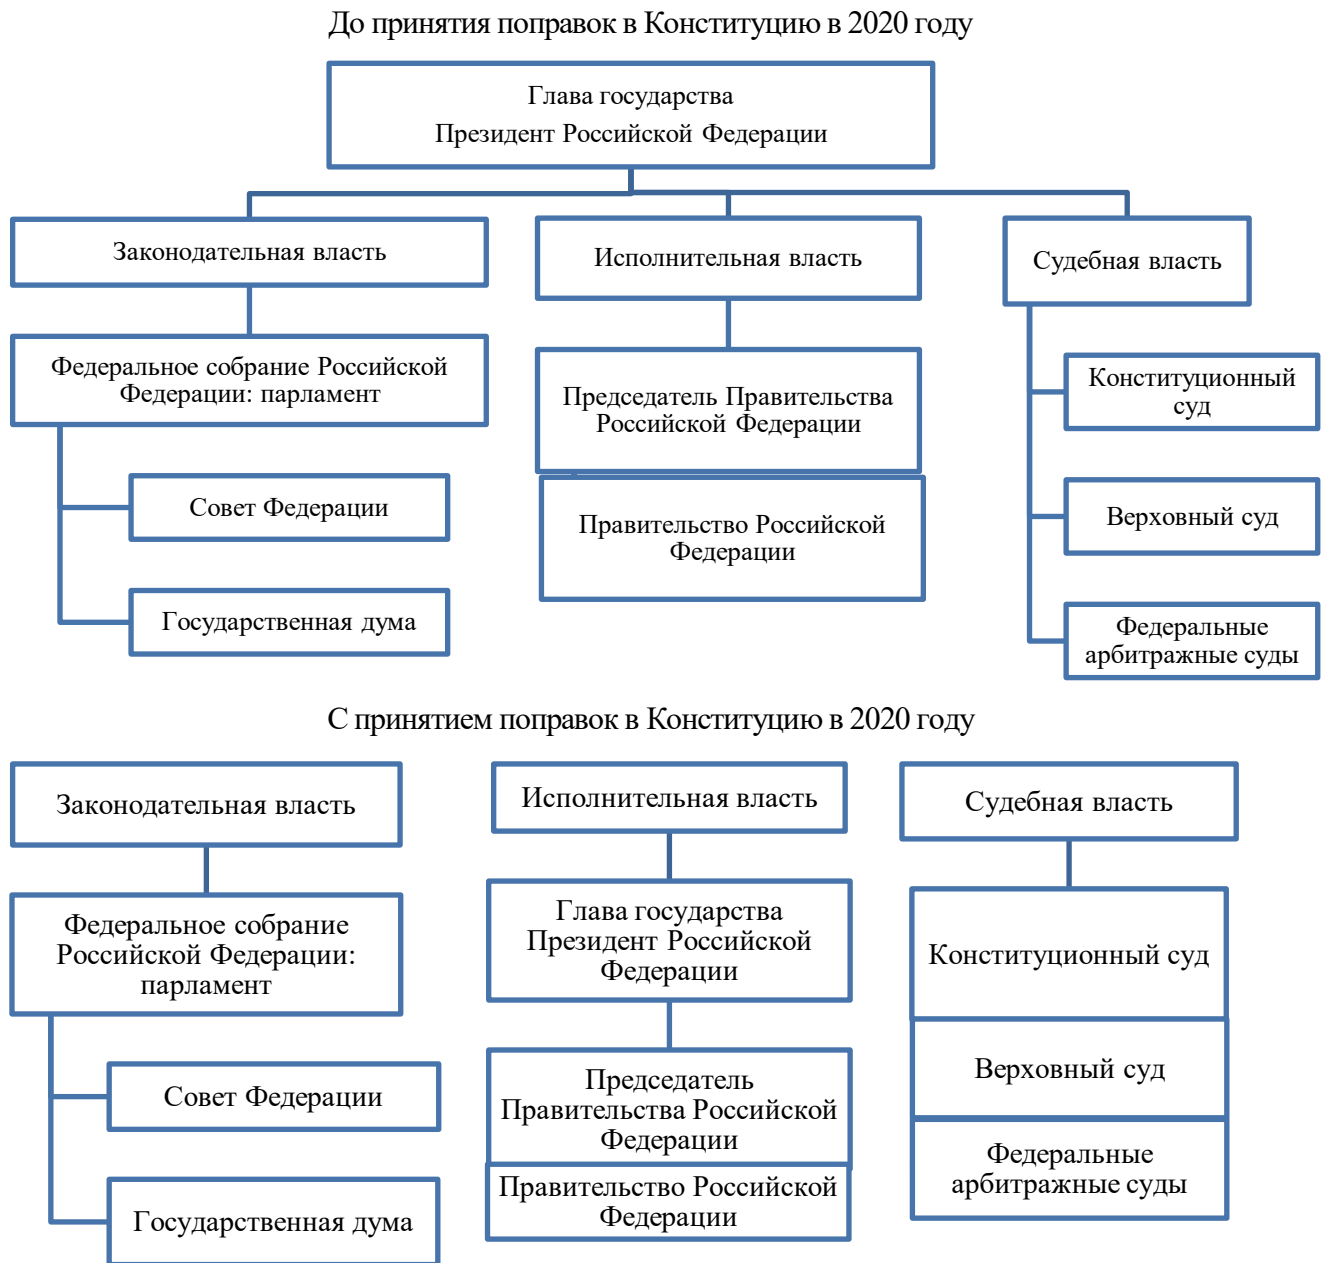 До принятия поправок в Конституцию в 2020 году
Глава государства
Президент Российской Федерации
Законодательная власть
Исполнительная власть
Судебная власть
Федеральное собрание Российской
Федерации: парламент
Совет Федерации
Государственная дума
Председатель Правительства
Российской Федерации
Правительство Российской
Федерации
Конституционный
суд
Верховный суд
Федеральные
арбитражные суды
С принятием поправок в Конституцию в 2020 году
Законодательная власть
Исполнительная власть
Судебная власть
Федеральное собрание
Российской Федерации:
парламент
Совет Федерации
Государственная дума
Глава государства
Президент Российской
Федерации
Председатель
Правительства Российской
Федерации
Правительство Российской
Федерации
Конституционный суд
Верховный суд
Федеральные
арбитражные суды